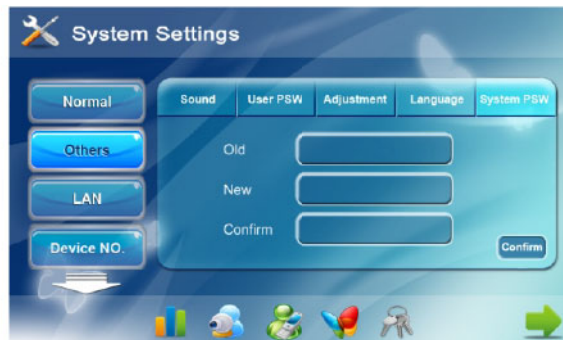 System Settings
Normal
Others
LAN
Device NO.
Sound User PSW Adjustment Language System PSW
Old
New
Confirm
Confirm